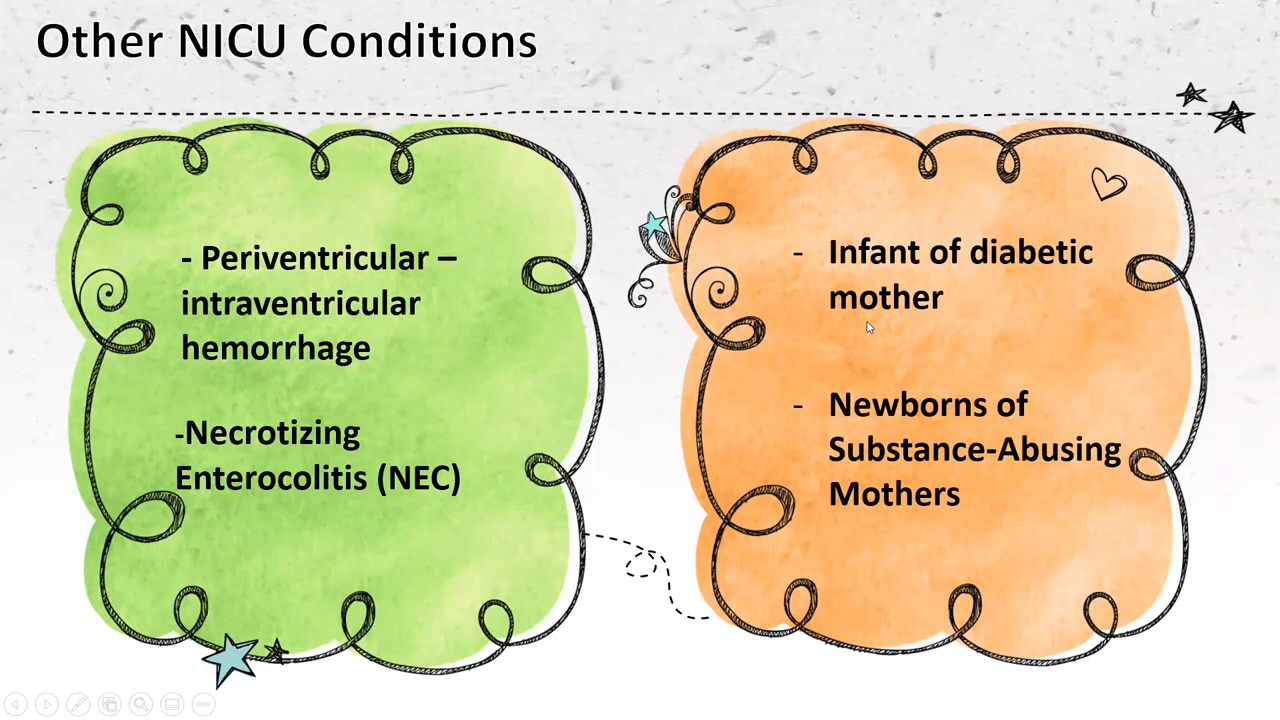 Other NICU Conditions
- Periventricular –
intraventricular
hemorrhage
-Necrotizing
Enterocolitis (NEC)
- Infant of diabetic
mother
- Newborns of
Substance-Abusing
Mothers